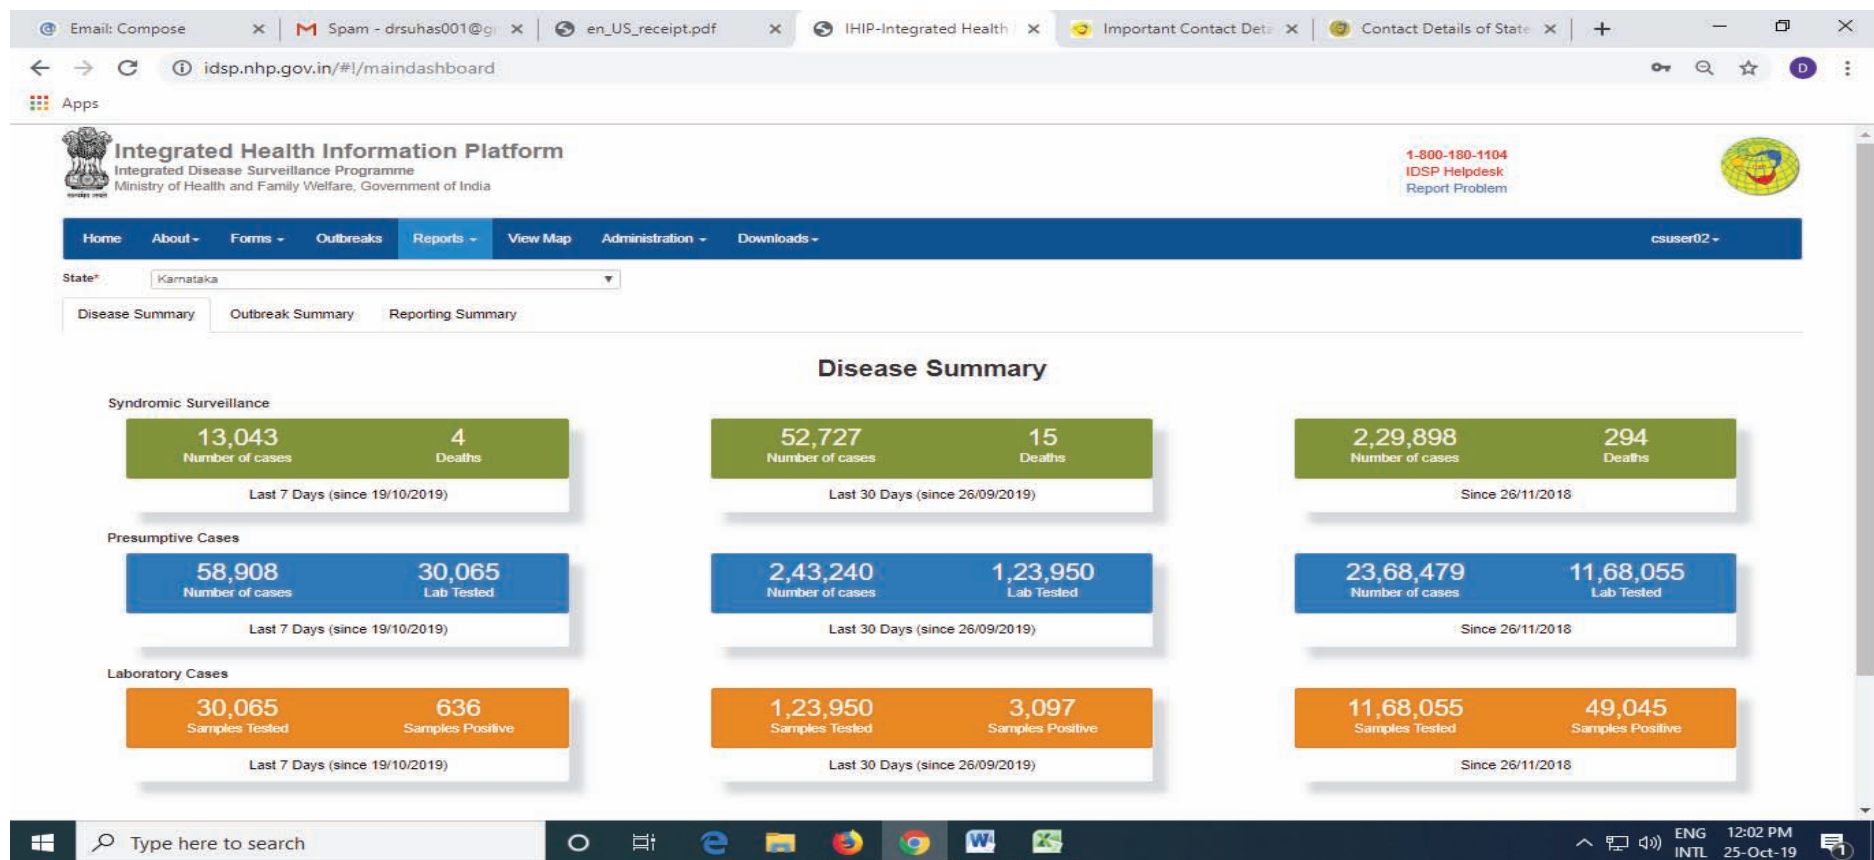 Email: Compose
Spam - drsuhas001@g
en_US_receipt.pdf
IHIP-Integrated Health
Important Contact Deta
Contact Details of State
idsp.nhp.gov.in/#!/maindashboard
D
Apps
Integrated Health Information Platform
Integrated Disease Surveillance Programme
Ministry of Health and Family Welfare, Government of India
1-800-180-1104
IDSP Helpdesk
Report Problem
Home About Forms Outbreaks Reports View Map Administration Downloads csuser02
State* Karnataka
Disease Summary Outbreak Summary Reporting Summary
Disease Summary
Syndromic Surveillance
13,043 4 52,727 15 2,29,898 294
Number of cases Deaths Number of cases Deaths Number of cases Deaths
Last 7 Days (since 19/10/2019) Last 30 Days (since 26/09/2019) Since 26/11/2018
Presumptive Cases
58,908 30,065 2,43,240 1,23,950 23,68,479 11,68,055
Number of cases Lab Tested Number of cases Lab Tested Number of cases Lab Tested
Last 7 Days (since 19/10/2019) Last 30 Days (since 26/09/2019) Since 26/11/2018
Laboratory Cases
30,065 636 1,23,950 3,097 11,68,055 49,045
Samples Tested Samples Positive Samples Tested Samples Positive Samples Tested Samples Positive
Last 7 Days (since 19/10/2019) Last 30 Days (since 26/09/2019) Since 26/11/2018
Type here to search
ENG 12:02 PM
INTL 25-Oct-19
1